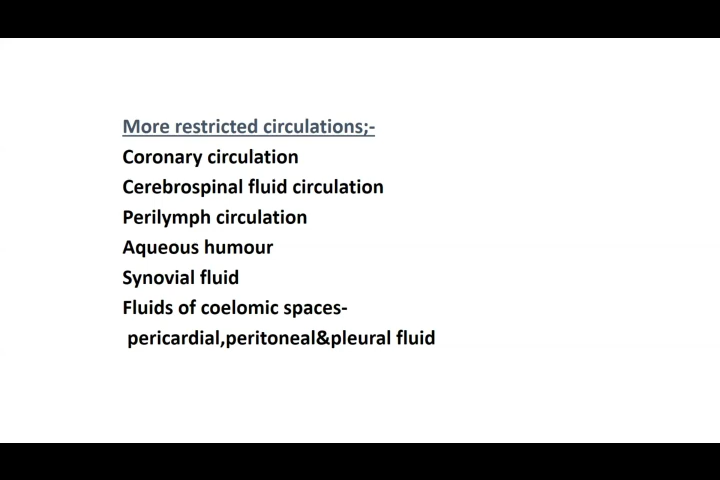 More restricted circulations;-
Coronary circulation
Cerebrospinal fluid circulation
Perilymph circulation
Aqueous humour
Synovial fluid
Fluids of coelomic spaces-
pericardial,peritoneal&pleural fluid